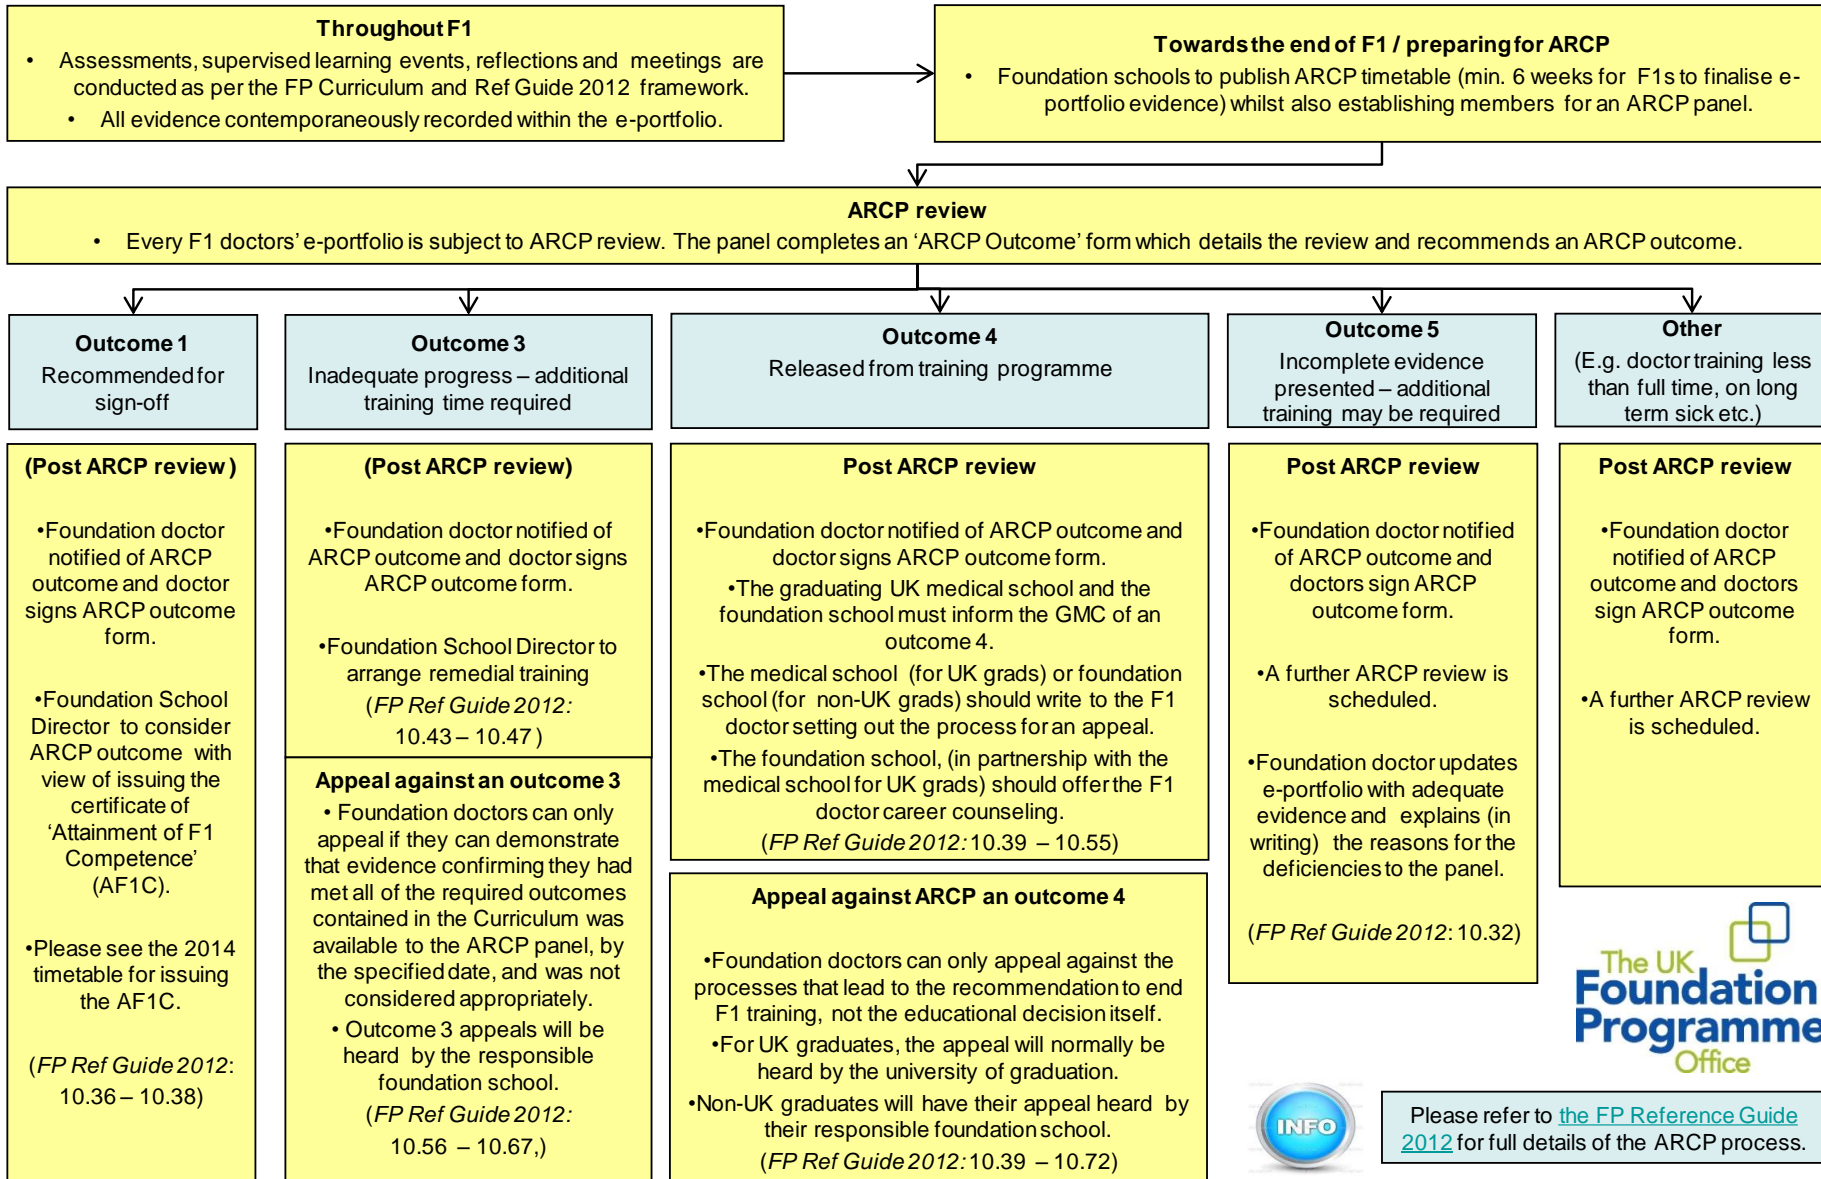 Throughout F1
• Assessments, supervised learning events, reflections and meetings are
conducted as per the FP Curriculum and Ref Guide 2012 framework.
• All evidence contemporaneously recorded within the e-portfolio.
Towards the end of F1 / preparing for ARCP
• Foundation schools to publish ARCP timetable (min. 6 weeks for F1s to finalise e-
portfolio evidence) whilst also establishing members for an ARCP panel.
ARCP review
• Every F1 doctors' e-portfolio is subject to ARCP review. The panel completes an 'ARCP Outcome' form which details the review and recommends an ARCP outcome.
Outcome 1
Recommended for
sign-off
Outcome 3
Inadequate progress – additional
training time required
Outcome 4
Released from training programme
Outcome 5
Incomplete evidence
presented – additional
training may be required
Other
(E.g. doctor training less
than full time, on long
term sick etc.)
(Post ARCP review)
•Foundation doctor
notified of ARCP
outcome and doctor
signs ARCP outcome
form.
•Foundation School
Director to consider
ARCP outcome with
view of issuing the
certificate of
'Attainment of F1
Competence'
(AF1C).
•Please see the 2014
timetable for issuing
the AF1C.
(FP Ref Guide 2012:
10.36 – 10.38)
(Post ARCP review)
•Foundation doctor notified of
ARCP outcome and doctor signs
ARCP outcome form.
•Foundation School Director to
arrange remedial training
(FP Ref Guide 2012:
10.43 – 10.47)
Appeal against an outcome 3
• Foundation doctors can only
appeal if they can demonstrate
that evidence confirming they had
met all of the required outcomes
contained in the Curriculum was
available to the ARCP panel, by
the specified date, and was not
considered appropriately.
• Outcome 3 appeals will be
heard by the responsible
foundation school.
(FP Ref Guide 2012:
10.56 – 10.67,)
Post ARCP review
•Foundation doctor notified of ARCP outcome and
doctor signs ARCP outcome form.
•The graduating UK medical school and the
foundation school must inform the GMC of an
outcome 4.
•The medical school (for UK grads) or foundation
school (for non-UK grads) should write to the F1
doctor setting out the process for an appeal.
•The foundation school, (in partnership with the
medical school for UK grads) should offer the F1
doctor career counseling.
(FP Ref Guide 2012: 10.39 – 10.55)
Appeal against ARCP an outcome 4
•Foundation doctors can only appeal against the
processes that lead to the recommendation to end
F1 training, not the educational decision itself.
•For UK graduates, the appeal will normally be
heard by the university of graduation.
•Non-UK graduates will have their appeal heard by
their responsible foundation school.
(FP Ref Guide 2012: 10.39 – 10.72)
Post ARCP review
•Foundation doctor notified
of ARCP outcome and
doctors sign ARCP
outcome form.
•A further ARCP review is
scheduled.
•Foundation doctor updates
e-portfolio with adequate
evidence and explains (in
writing) the reasons for the
deficiencies to the panel.
(FP Ref Guide 2012: 10.32)
Post ARCP review
•Foundation doctor
notified of ARCP
outcome and doctors
sign ARCP outcome
form.
•A further ARCP review
is scheduled.
The UK
Foundation
Programme
Office
INFO
Please refer to the FP Reference Guide
2012 for full details of the ARCP process.